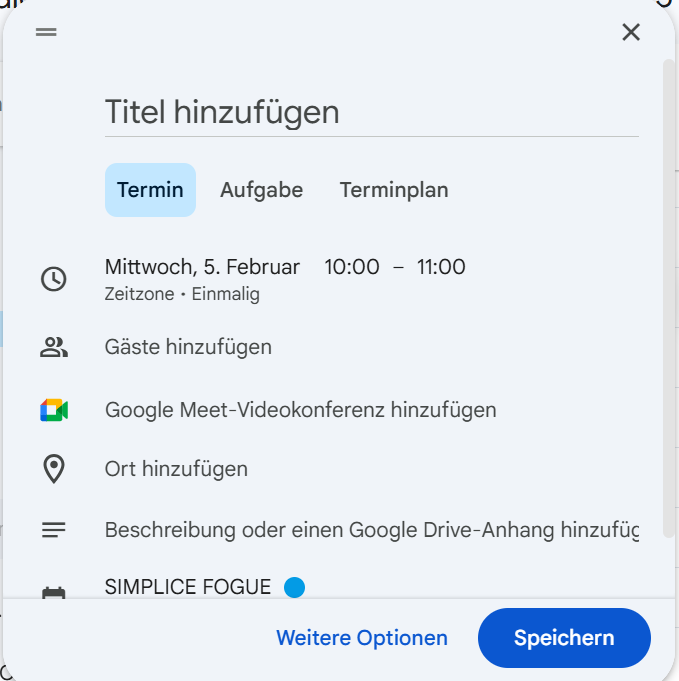 Titel hinzufügen
Termin Aufgabe Terminplan
Mittwoch, 5. Februar 10:00 – 11:00
Zeitzone • Einmalig
Gäste hinzufügen
Google Meet-Videokonferenz hinzufügen
Ort hinzufügen
Beschreibung oder einen Google Drive-Anhang hinzufüg
SIMPLICE FOGUE
Weitere Optionen Speichern